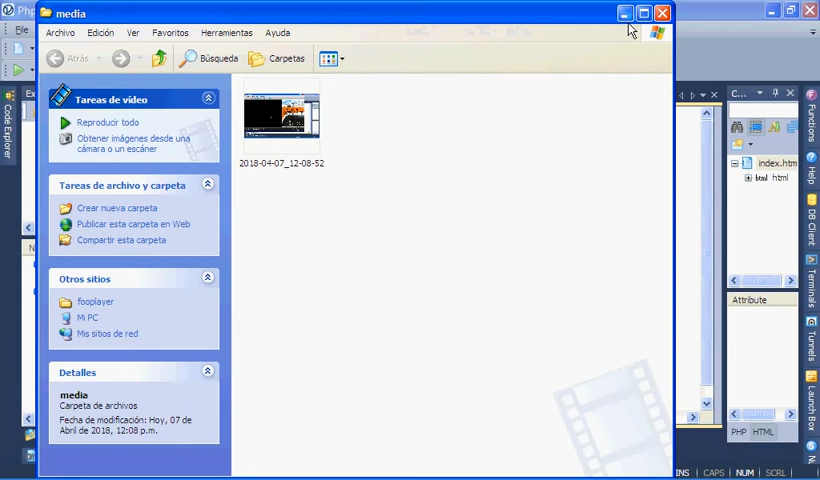 Php
media
Archivo Edición Ver Favoritos Herramientas Ayuda
Atrás Búsqueda Carpetas
Tareas de vídeo
Reproducir todo
Obtener imágenes desde una
cámara o un escáner
Tareas de archivo y carpeta
Crear nueva carpeta
Publicar esta carpeta en Web
Compartir esta carpeta
Otros sitios
fooplayer
Mi PC
Mis sitios de red
Detalles
media
Carpeta de archivos
Fecha de modificación: Hoy, 07 de
Abril de 2018, 12:08 p.m.
2018-04-07_12-08-52
File
Ex
Code Explorer
C...
index.htm
html html
Attribute
PHP HTML
INS CAPS NUM SCRL
Functions
Help
DB Client
Terminals
Tunnels
Launch Box